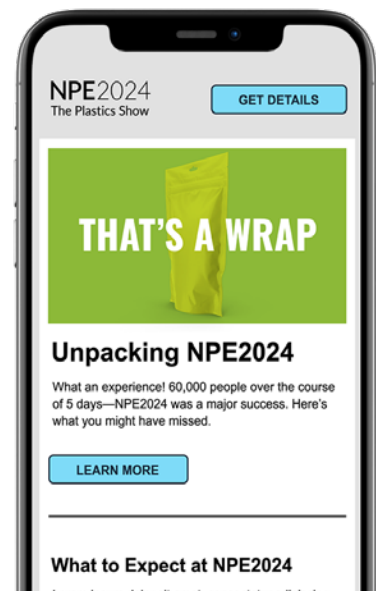 NPE2024
The Plastics Show
GET DETAILS
THAT'S A WRAP
Unpacking NPE2024
What an experience! 60,000 people over the course
of 5 days—NPE2024 was a major success. Here's
what you might have missed.
LEARN MORE
What to Expect at NPE2024